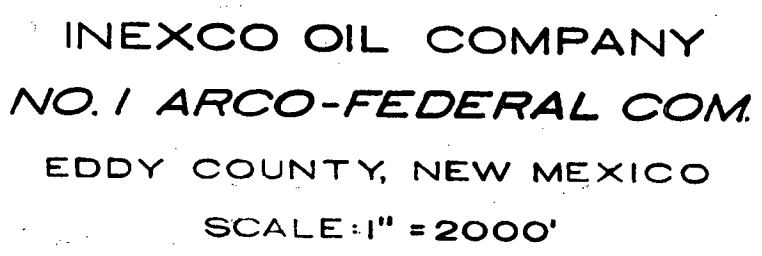 INEXCO OIL COMPANY
NO. 1 ARCO-FEDERAL COM.
EDDY COUNTY, NEW MEXICO
SCALE: 1" = 2000'